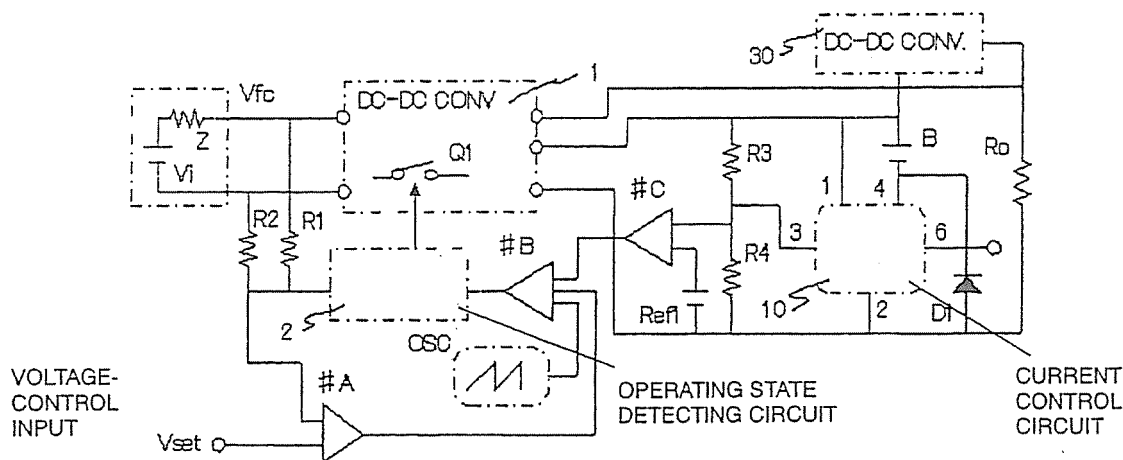 DC-DC CONV.
30
1
Vfc
DC-DC CONV
Z
Vi
Q1
R3
B
Ro
#C
1
4
R2
R1
#B
3
6
R4
Ref1
10
2
Di
2
OSC
VOLTAGE-
CONTROL
INPUT
#A
OPERATING STATE
DETECTING CIRCUIT
CURRENT
CONTROL
CIRCUIT
Vset